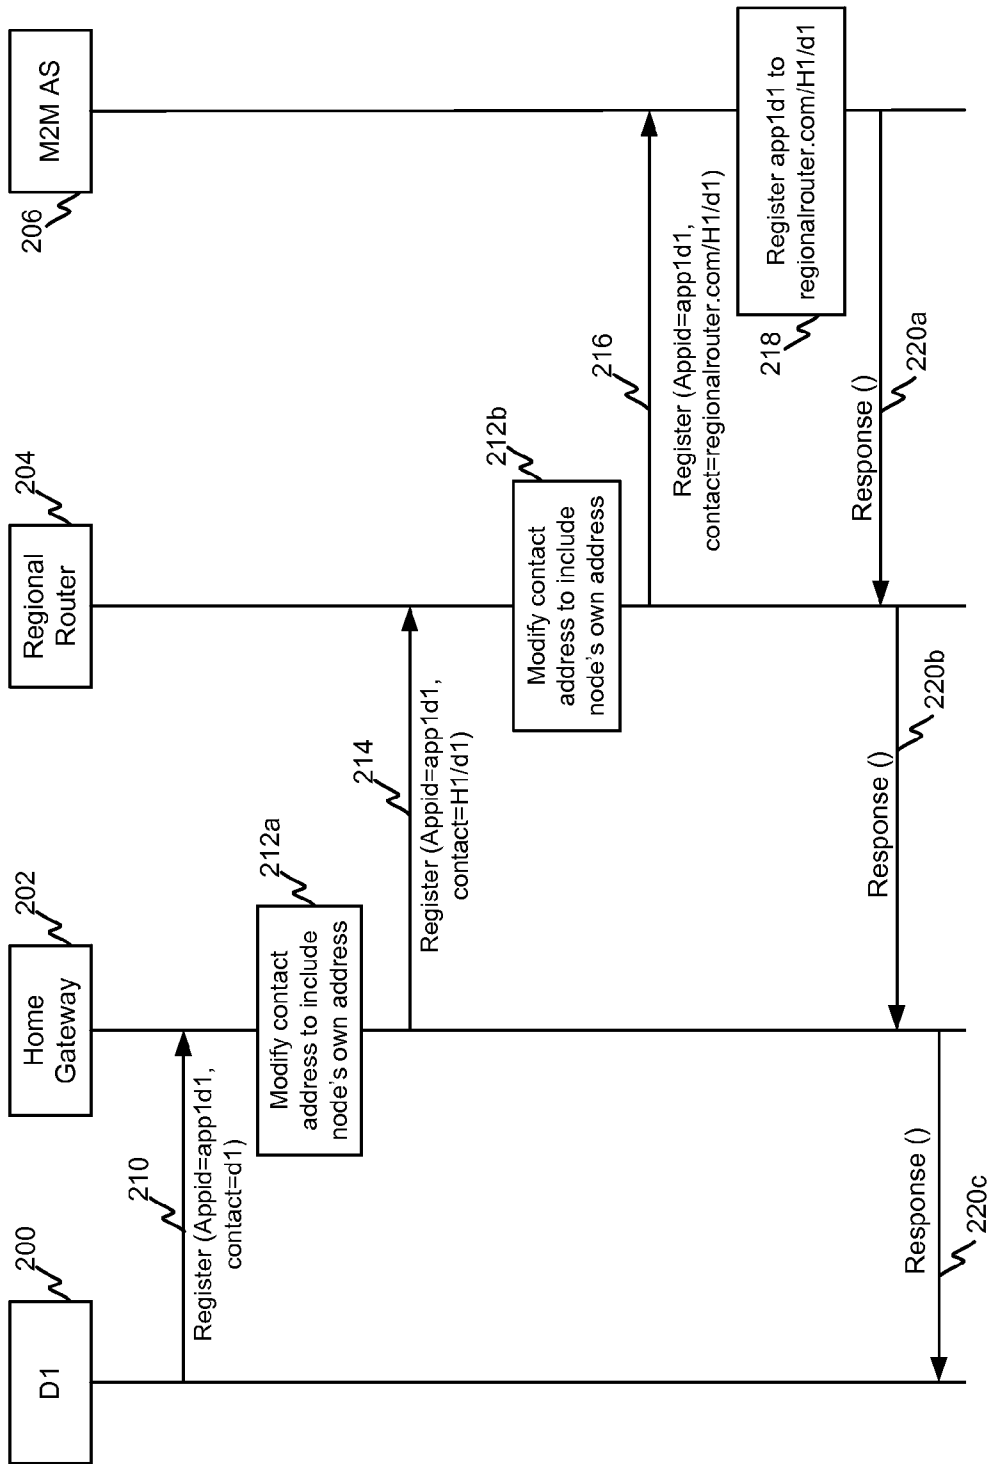 D1
200
Home
Gateway
202
Regional
Router
204
M2M AS
206
210
Register (Appid=app1d1,
contact=d1)
212a
Modify contact
address to include
node's own address
214
Register (Appid=app1d1,
contact=H1/d1)
212b
Modify contact
address to include
node's own address
216
Register (Appid=app1d1,
contact=regionalrouter.com/H1/d1)
Register app1d1 to
regionalrouter.com/H1/d1
218
Response ()
220a
Response ()
220b
Response ()
220c